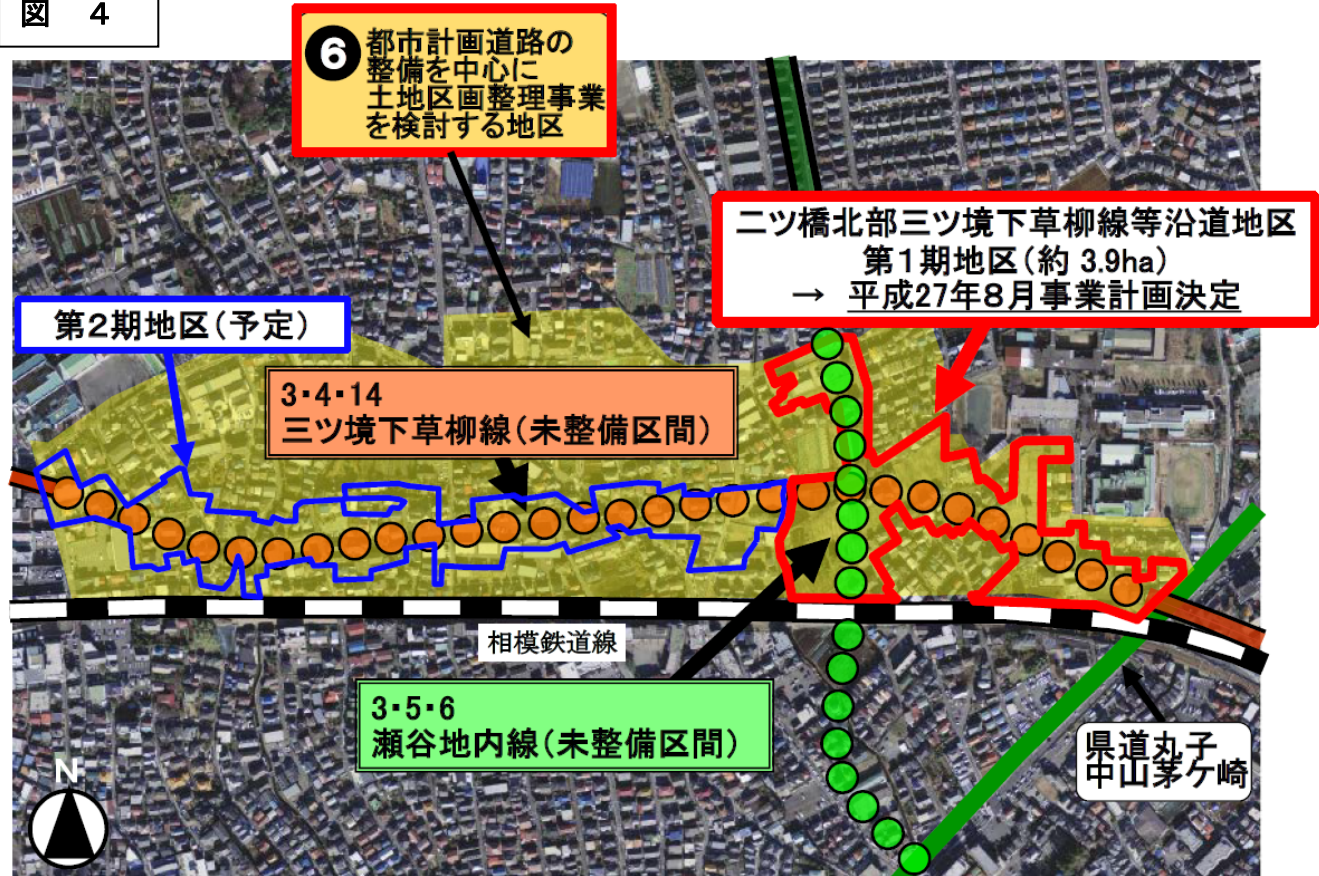 図 4
❻ 都市計画道路の
整備を中心に
土地区画整理事業
を検討する地区
二ツ橋北部三ツ境下草柳線等沿道地区
第1期地区(約 3.9ha)
→ 平成27年8月事業計画決定
第2期地区(予定)
3・4・14
三ツ境下草柳線(未整備区間)
相模鉄道線
3・5・6
瀬谷地内線(未整備区間)
県道丸子
中山茅ケ崎
N